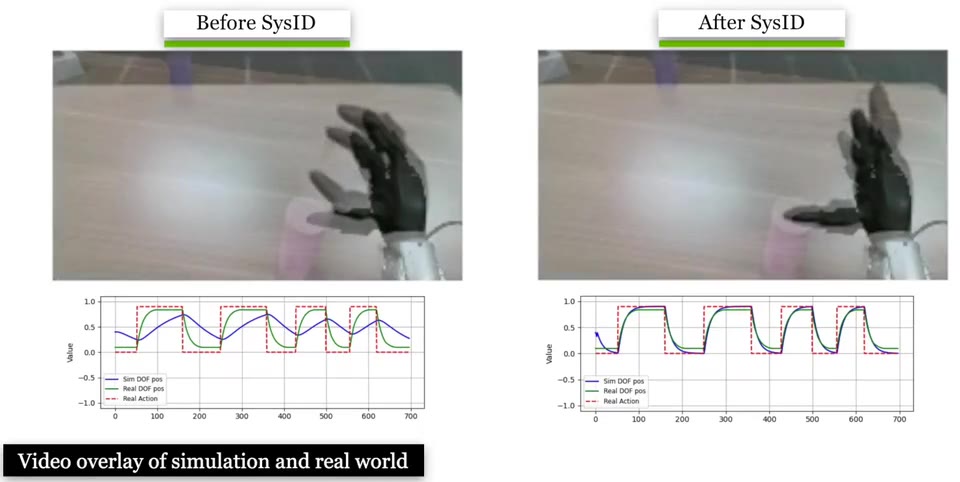 Before SysID
After SysID
1.0
0.5
0.0
−0.5
−1.0
Value
Sim DOF pos
Real DOF pos
Real Action
0
100
200
300
400
500
600
700
1.0
0.5
0.0
−0.5
−1.0
Value
Sim DOF pos
Real DOF pos
Real Action
0
100
200
300
400
500
600
700
Video overlay of simulation and real world